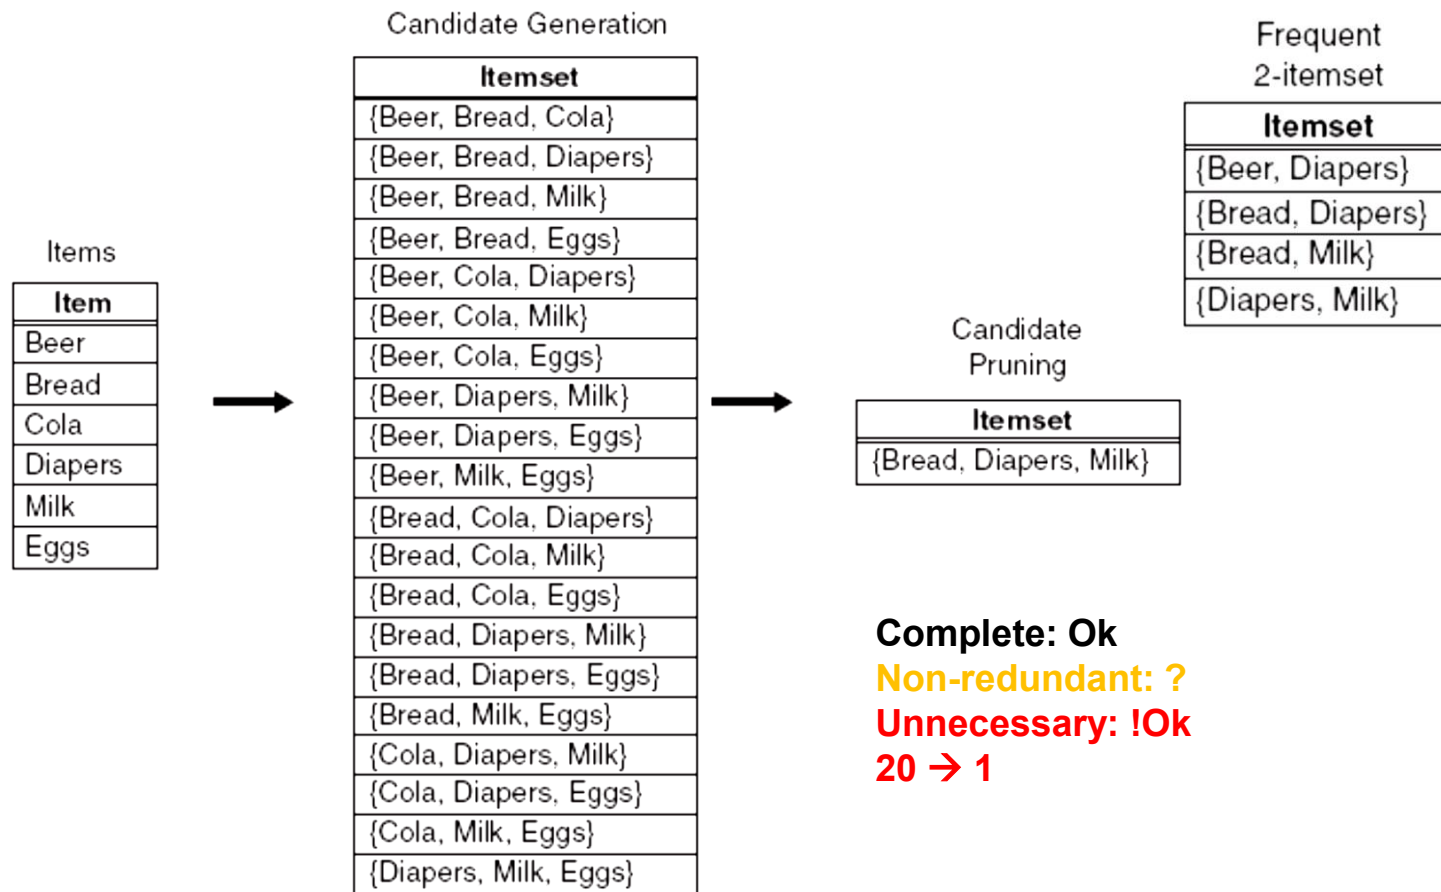 Items
Item
Beer
Bread
Cola
Diapers
Milk
Eggs
Candidate Generation
Itemset
{Beer, Bread, Cola}
{Beer, Bread, Diapers}
{Beer, Bread, Milk}
{Beer, Bread, Eggs}
{Beer, Cola, Diapers}
{Beer, Cola, Milk}
{Beer, Cola, Eggs}
{Beer, Diapers, Milk}
{Beer, Diapers, Eggs}
{Beer, Milk, Eggs}
{Bread, Cola, Diapers}
{Bread, Cola, Milk}
{Bread, Cola, Eggs}
{Bread, Diapers, Milk}
{Bread, Diapers, Eggs}
{Bread, Milk, Eggs}
{Cola, Diapers, Milk}
{Cola, Diapers, Eggs}
{Cola, Milk, Eggs}
{Diapers, Milk, Eggs}
Candidate
Pruning
Itemset
{Bread, Diapers, Milk}
Frequent
2-itemset
Itemset
{Beer, Diapers}
{Bread, Diapers}
{Bread, Milk}
{Diapers, Milk}
Complete: Ok
Non-redundant: ?
Unnecessary: !Ok
20 → 1